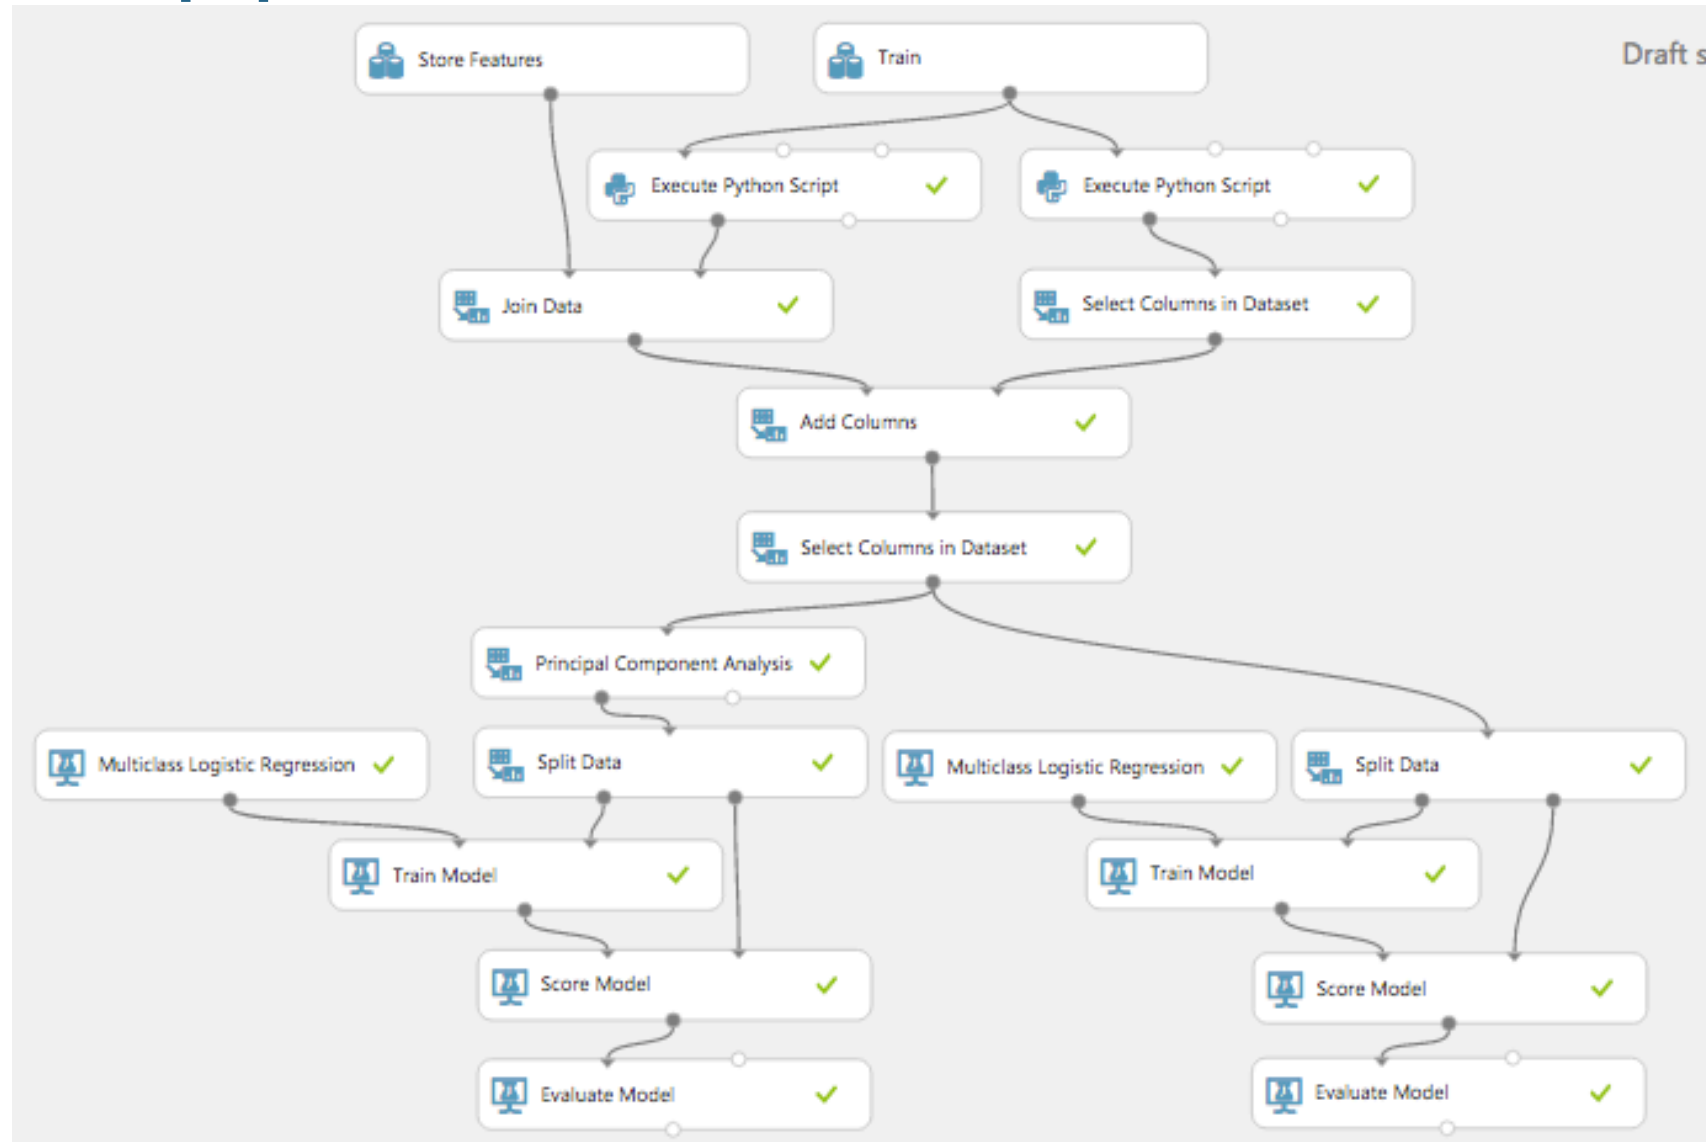 Store Features
Train
Draft s
Execute Python Script
Execute Python Script
Join Data
Select Columns in Dataset
Add Columns
Select Columns in Dataset
Principal Component Analysis
Multiclass Logistic Regression
Split Data
Multiclass Logistic Regression
Split Data
Train Model
Train Model
Score Model
Score Model
Evaluate Model
Evaluate Model